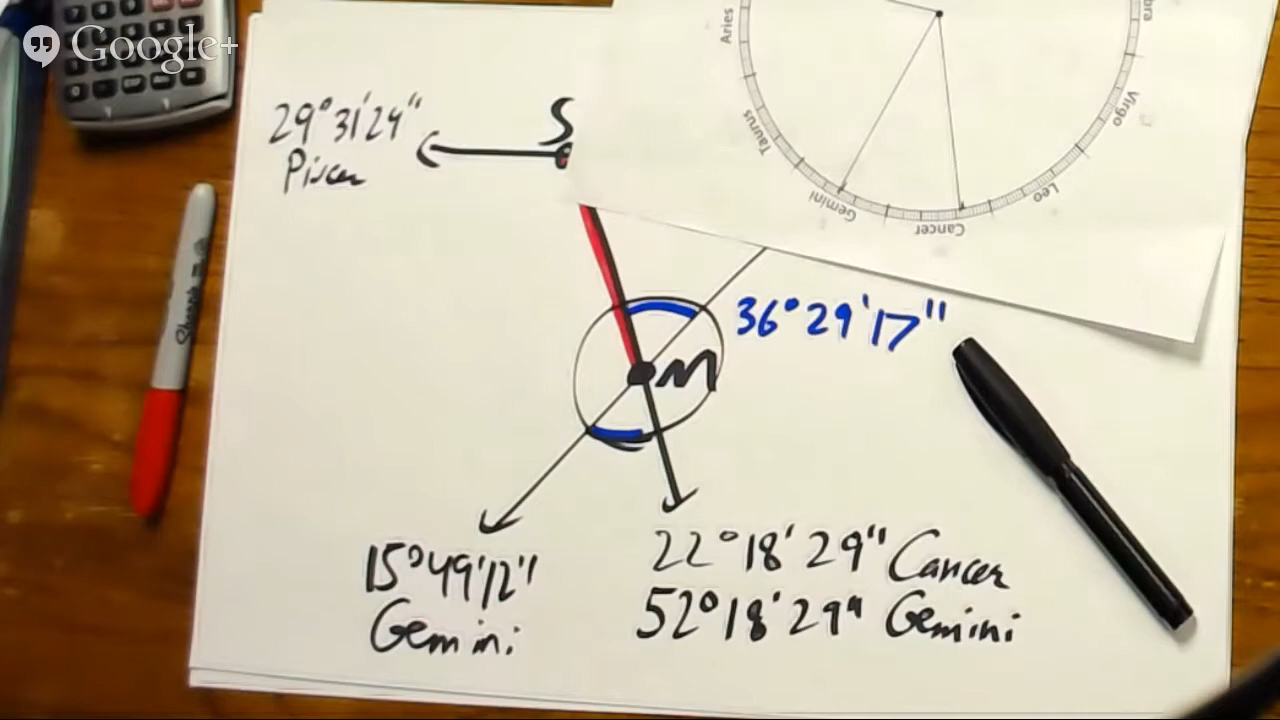 Google+
Aries
Taurus
Gemini
Cancer
Leo
Virgo
29°31'24"
Pisces
S
36°29'17"
M
15°49'12"
Gemini
22°18'29" Cancer
52°18'29" Gemini
Sharpie